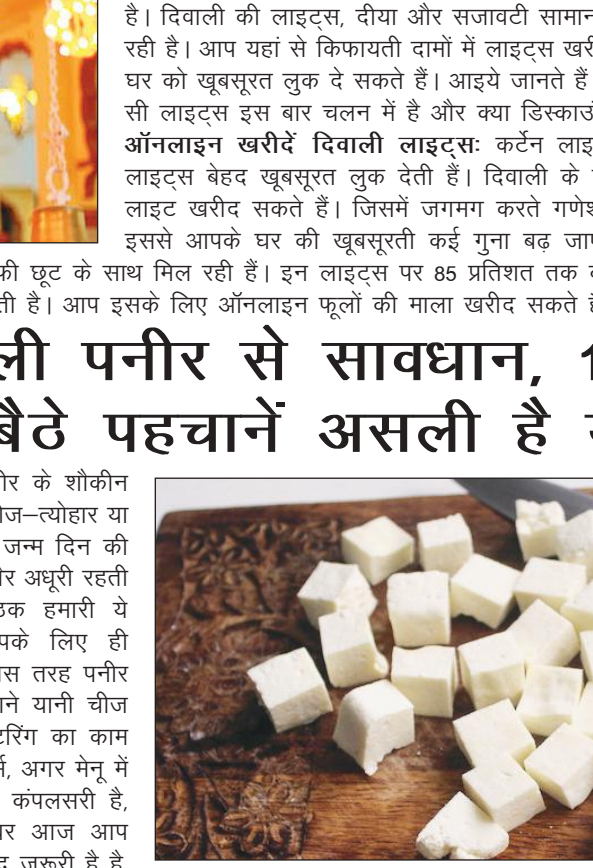 है। दिवाली की लाइट्स, दीया और सजावटी सामान
रही है। आप यहां से किफायती दामों में लाइट्स खरी
घर को खूबसूरत लुक दे सकते हैं। आइये जानते हैं
सी लाइट्स इस बार चलन में है और क्या डिस्काउं
ऑनलाइन खरीदें दिवाली लाइट्सः कर्टेन लाइ
लाइट्स बेहद खूबसूरत लुक देती हैं। दिवाली के
लाइट खरीद सकते हैं। जिसमें जगमग करते गणेश
इससे आपके घर की खूबसूरती कई गुना बढ़ जाए
फी छूट के साथ मिल रही हैं। इन लाइट्स पर 85 प्रतिशत तक
ती है। आप इसके लिए ऑनलाइन फूलों की माला खरीद सकते
ली पनीर से सावधान, 1
बैठे पहचानें असली है
ीर के शौकीन
ीज–त्योहार या
जन्म दिन की
ीर अधूरी रहती
ठक हमारी ये
पके लिए ही
स तरह पनीर
ाने यानी चीज
टरिंग का काम
अगर मेनू में
कंपलसरी है,
ार आज आप
जरूरी है है